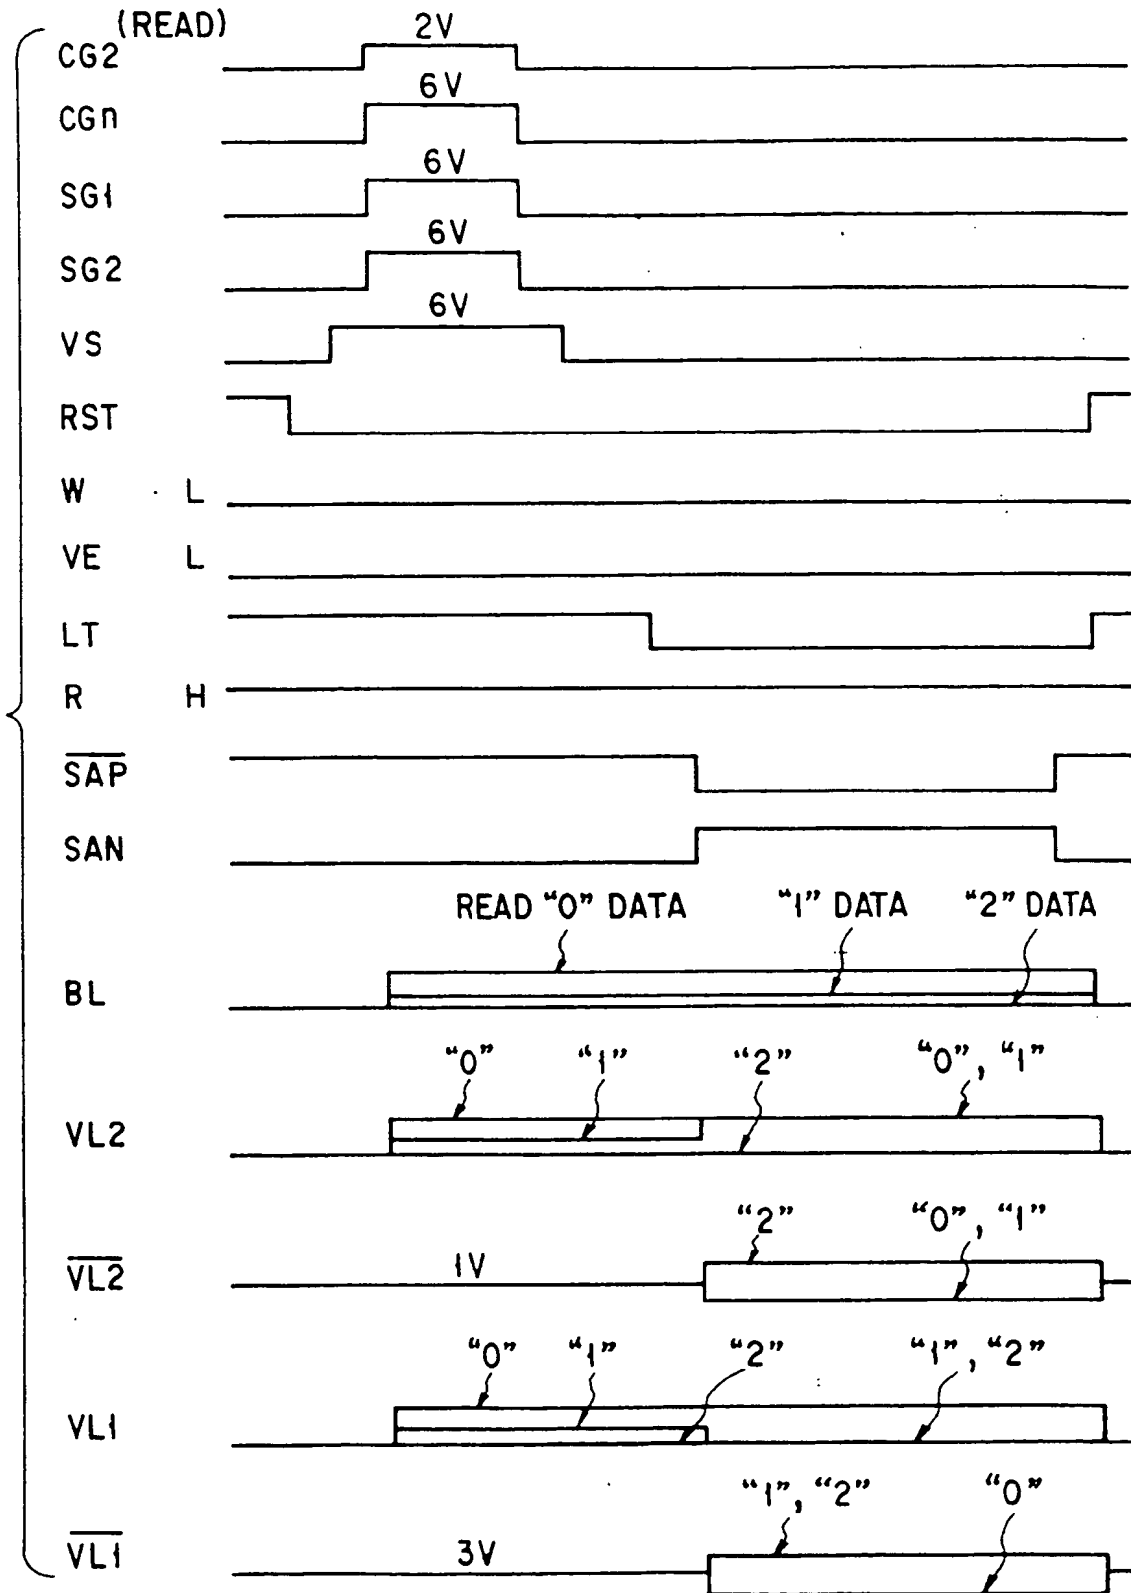 (READ)
CG2 2V
CGn 6V
SG1 6V
SG2 6V
VS 6V
RST
W L
VE L
LT
R H
SAP
SAN
READ "0" DATA "1" DATA "2" DATA
BL
"0" "1" "2" "0", "1"
VL2
"2" "0", "1"
VL2 1V
"0" "1" "2" "1", "2"
VL1
"1", "2" "0"
VL1 3V